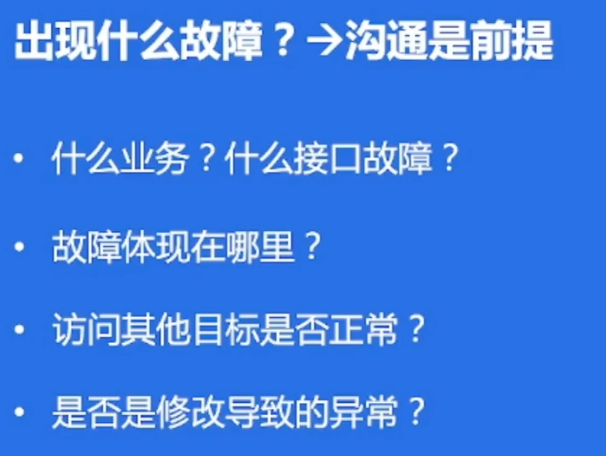 出现什么故障？→沟通是前提
• 什么业务？什么接口故障？
• 故障体现在哪里？
• 访问其他目标是否正常？
• 是否是修改导致的异常？